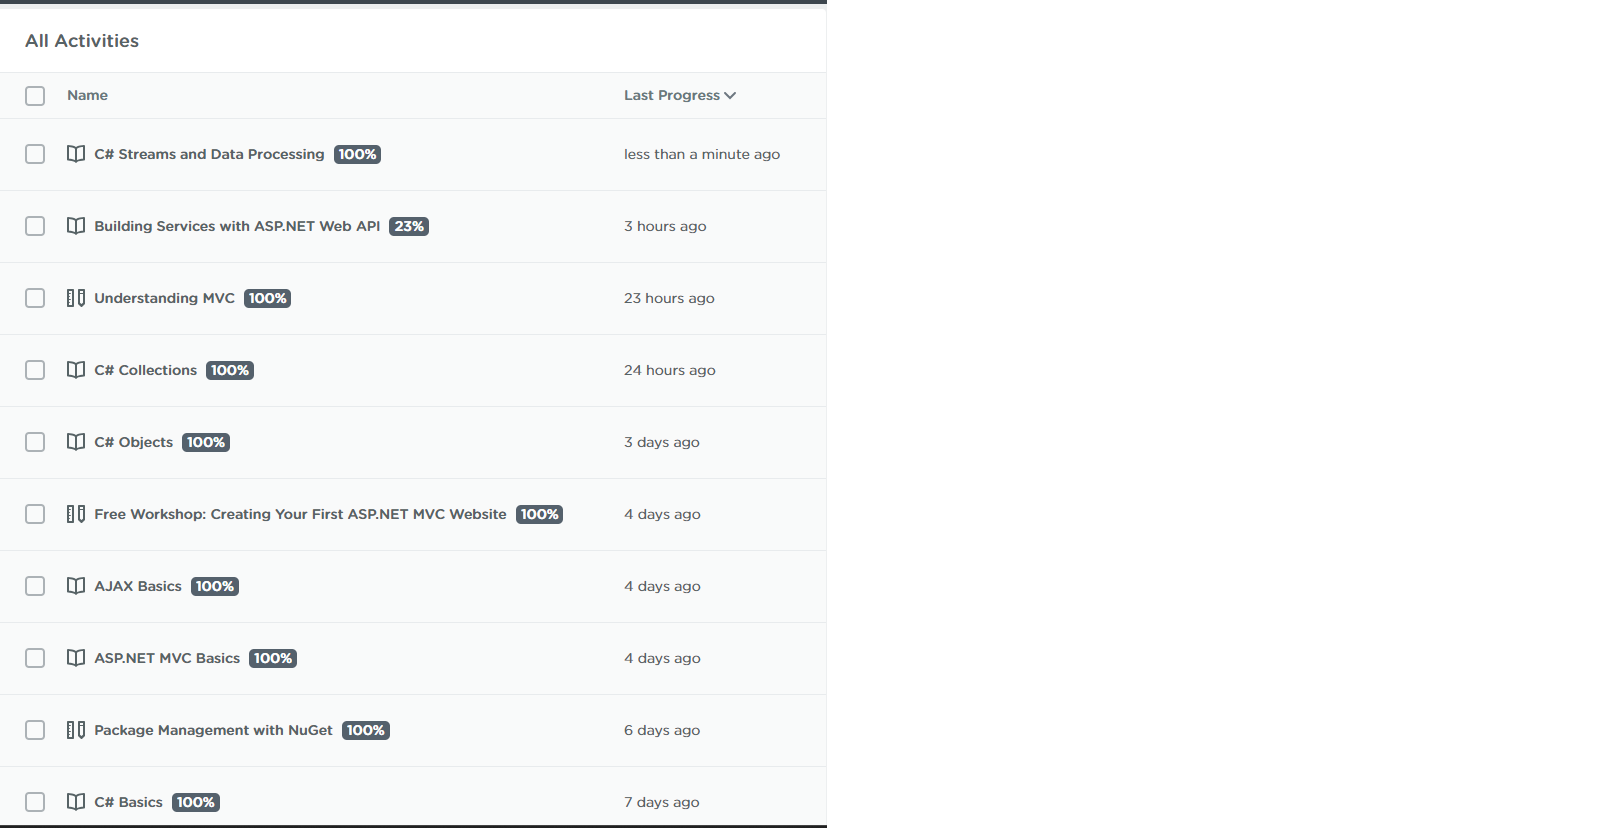 All Activities
Name Last Progress
C# Streams and Data Processing 100% less than a minute ago
Building Services with ASP.NET Web API 23% 3 hours ago
Understanding MVC 100% 23 hours ago
C# Collections 100% 24 hours ago
C# Objects 100% 3 days ago
Free Workshop: Creating Your First ASP.NET MVC Website 100% 4 days ago
AJAX Basics 100% 4 days ago
ASP.NET MVC Basics 100% 4 days ago
Package Management with NuGet 100% 6 days ago
C# Basics 100% 7 days ago